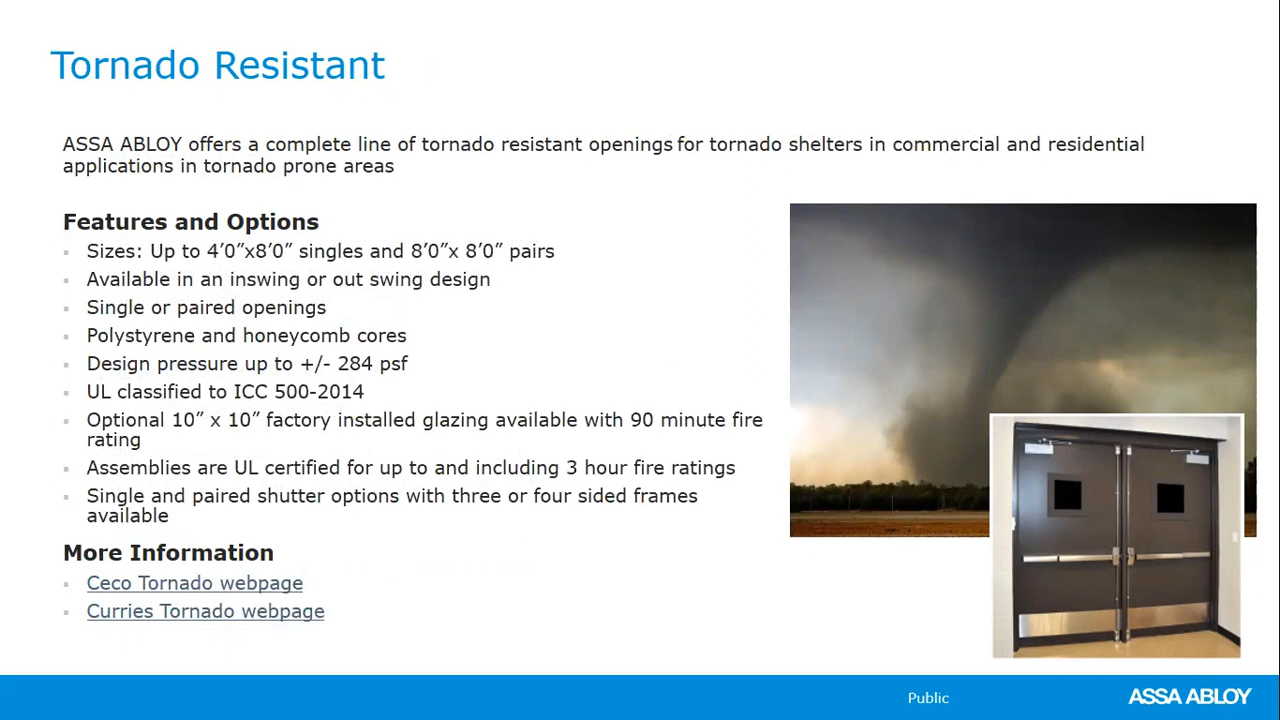 Tornado Resistant
ASSA ABLOY offers a complete line of tornado resistant openings for tornado shelters in commercial and residential
applications in tornado prone areas
Features and Options
Sizes: Up to 4’0”x8’0” singles and 8’0”x 8’0” pairs
Available in an inswing or out swing design
Single or paired openings
Polystyrene and honeycomb cores
Design pressure up to +/- 284 psf
UL classified to ICC 500-2014
Optional 10” x 10” factory installed glazing available with 90 minute fire
rating
Assemblies are UL certified for up to and including 3 hour fire ratings
Single and paired shutter options with three or four sided frames
available
More Information
Ceco Tornado webpage
Curries Tornado webpage
Public
ASSA ABLOY